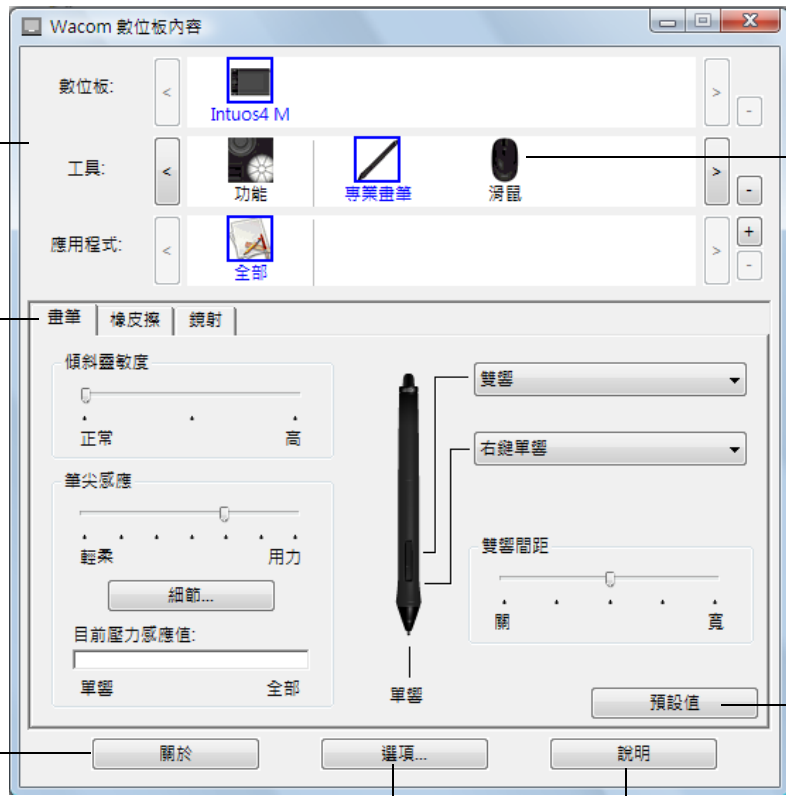 Wacom 數位板內容
數位板:
<
Intuos4 M
>
-
工具:
<
功能
專業畫筆
滑鼠
>
-
應用程式:
<
全部
>
+
-
畫筆 橡皮擦 鏡射
傾斜靈敏度
正常 高
筆尖感應
輕柔 用力
細節...
目前壓力感應值:
單響 全部
雙響
右鍵單響
雙響間距
關 寬
單響
預設值
關於 選項... 說明